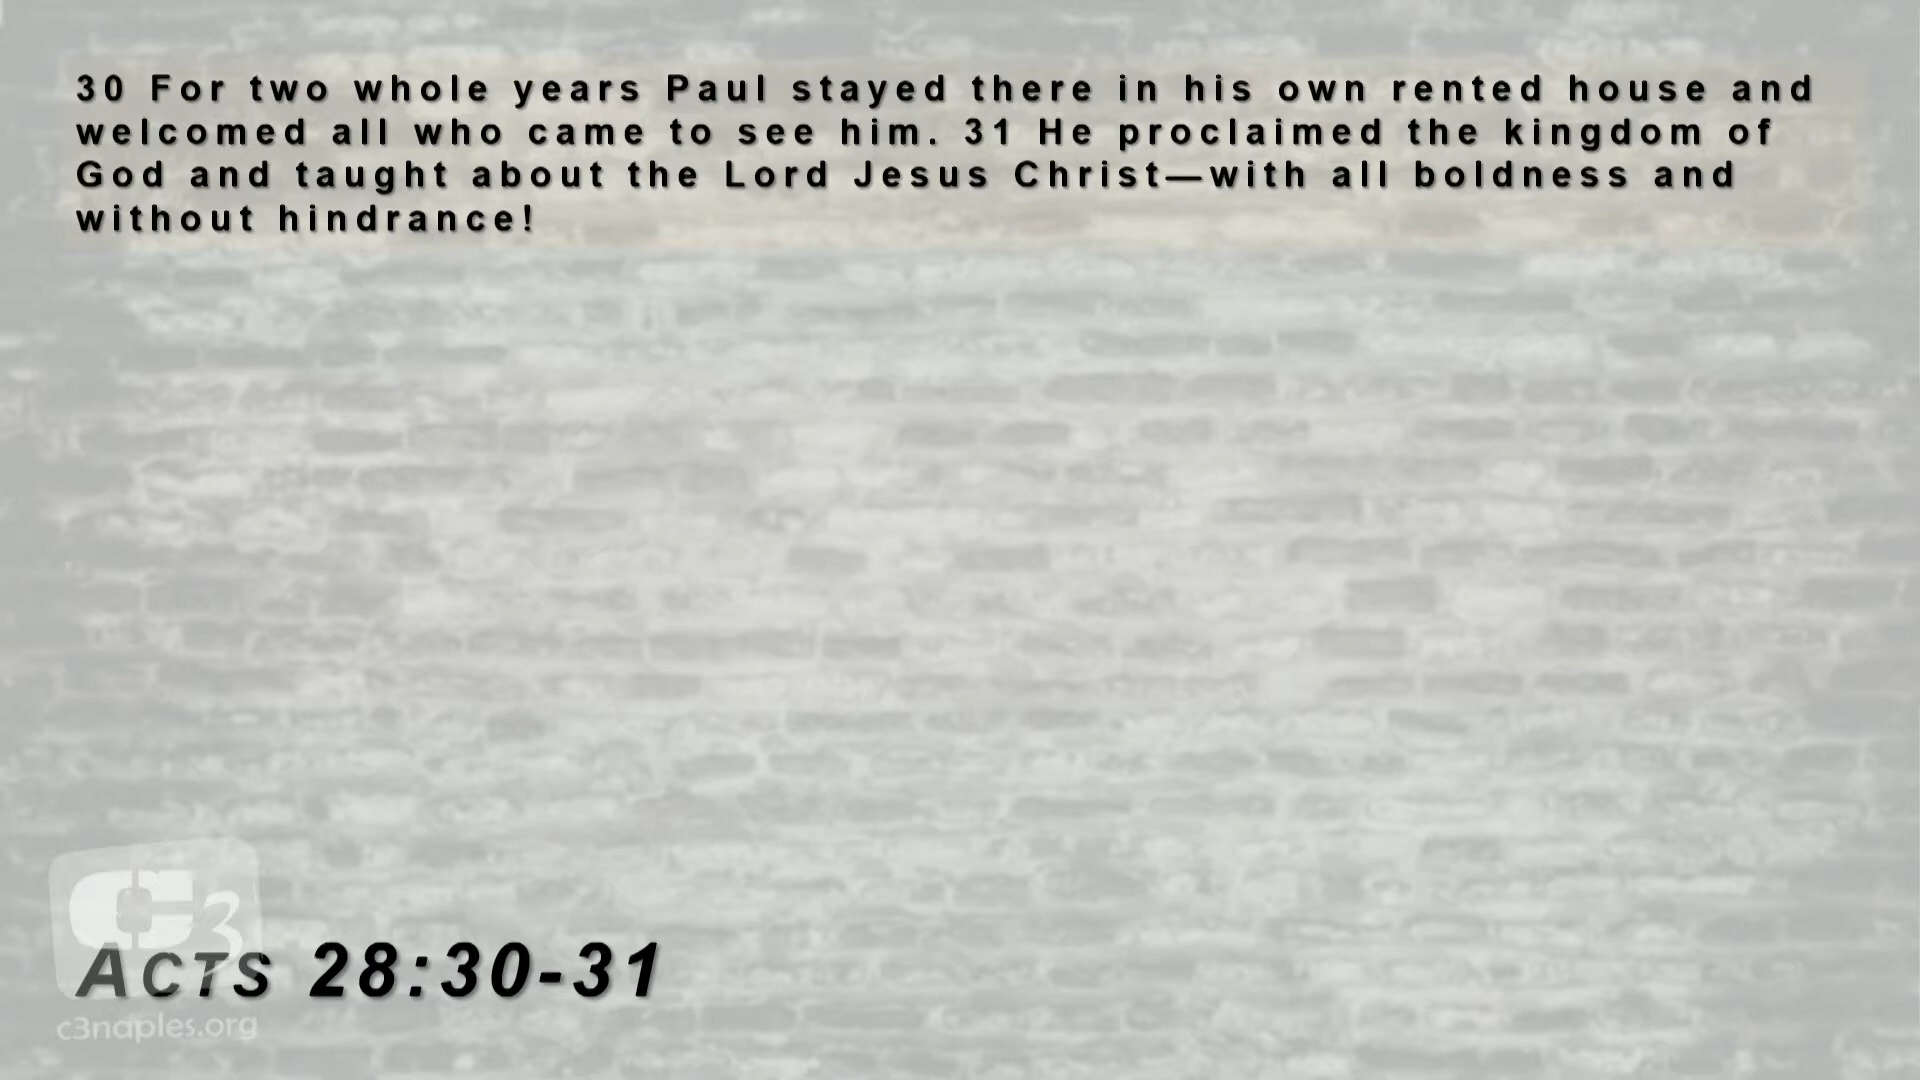 30 For two whole years Paul stayed there in his own rented house and
welcomed all who came to see him. 31 He proclaimed the kingdom of
God and taught about the Lord Jesus Christ—with all boldness and
without hindrance!
C3
Acts 28:30-31
c3naples.org